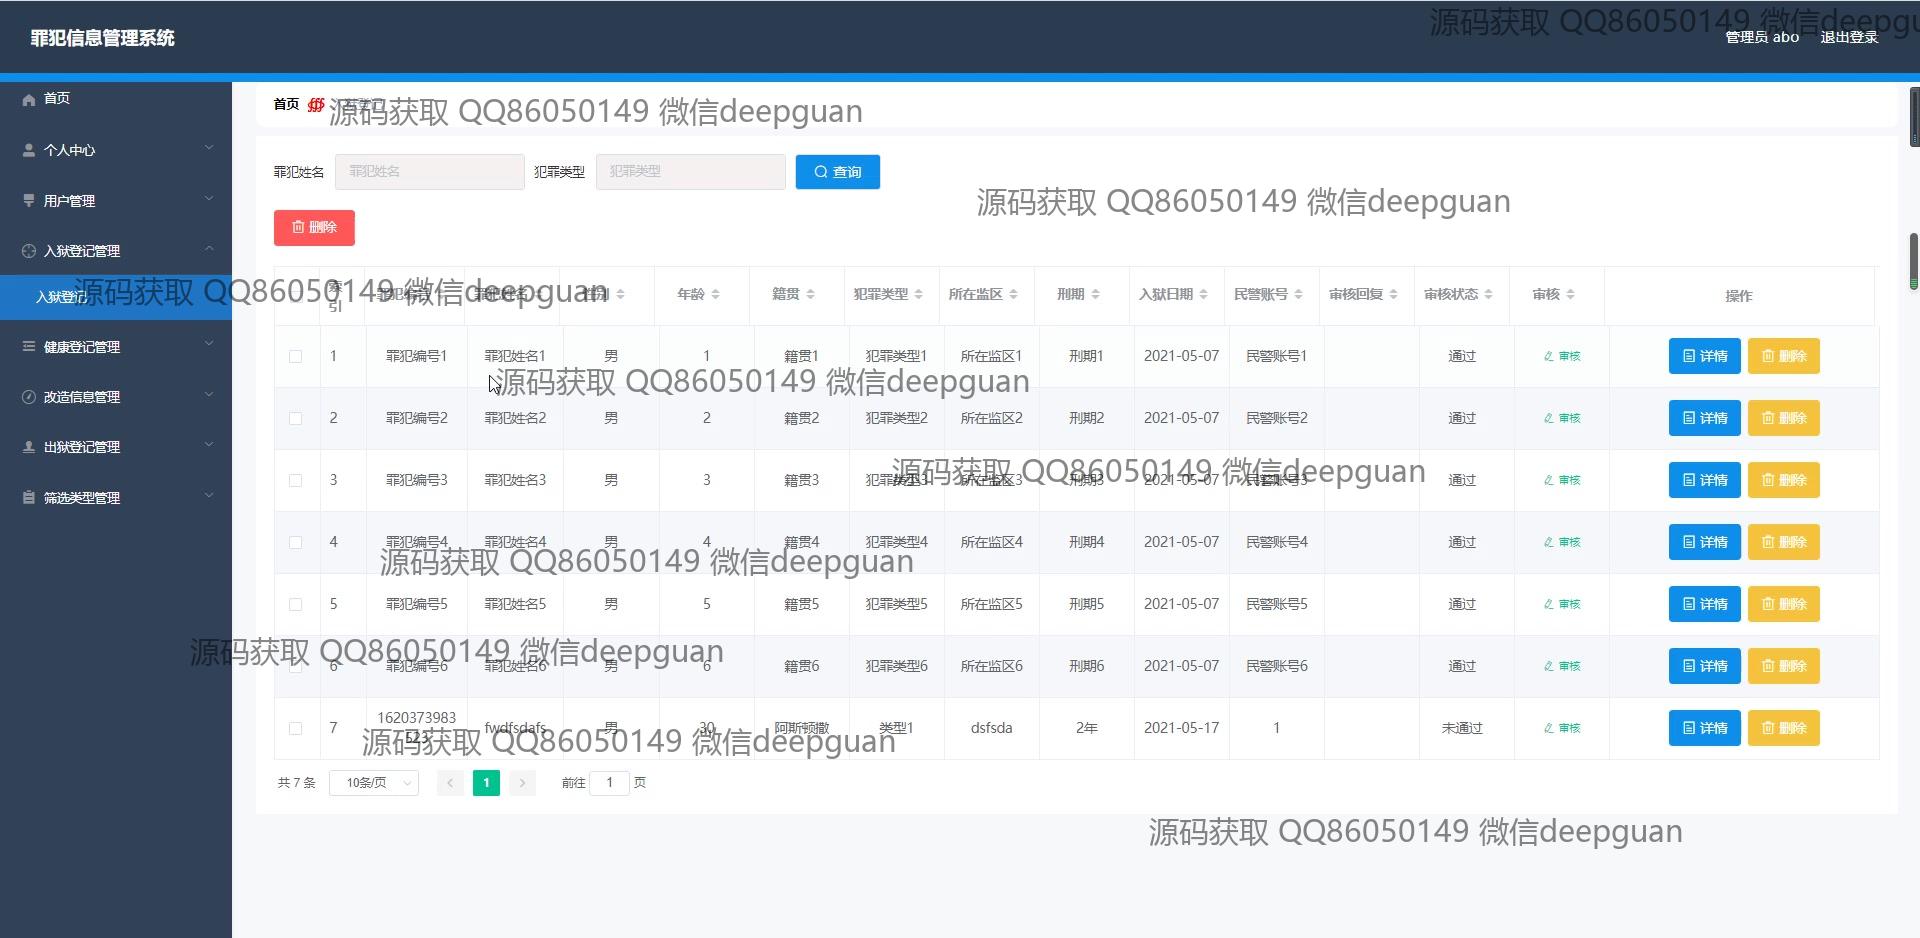 罪犯信息管理系统
源码获取 QQ86050149 微信deepgu
管理员 abo 退出登录
首页
个人中心
用户管理
入狱登记管理
入狱登记
健康登记管理
改造信息管理
出狱登记管理
筛选类型管理
首页
源码获取 QQ86050149 微信deepguan
罪犯姓名 罪犯姓名 犯罪类型 犯罪类型 查询
源码获取 QQ86050149 微信deepguan
删除
源码获取 QQ86050149 微信deepguan
索引 罪犯编号 罪犯姓名 性别 年龄 籍贯 犯罪类型 所在监区 刑期 入狱日期 民警账号 审核回复 审核状态 审核 操作
1 罪犯编号1 罪犯姓名1 男 1 籍贯1 犯罪类型1 所在监区1 刑期1 2021-05-07 民警账号1 通过 审核 详情 删除
源码获取 QQ86050149 微信deepguan
2 罪犯编号2 罪犯姓名2 男 2 籍贯2 犯罪类型2 所在监区2 刑期2 2021-05-07 民警账号2 通过 审核 详情 删除
源码获取 QQ86050149 微信deepguan
3 罪犯编号3 罪犯姓名3 男 3 籍贯3 犯罪类型3 所在监区3 刑期3 2021-05-07 民警账号3 通过 审核 详情 删除
4 罪犯编号4 罪犯姓名4 男 4 籍贯4 犯罪类型4 所在监区4 刑期4 2021-05-07 民警账号4 通过 审核 详情 删除
源码获取 QQ86050149 微信deepguan
5 罪犯编号5 罪犯姓名5 男 5 籍贯5 犯罪类型5 所在监区5 刑期5 2021-05-07 民警账号5 通过 审核 详情 删除
源码获取 QQ86050149 微信deepguan
6 罪犯编号6 罪犯姓名6 男 6 籍贯6 犯罪类型6 所在监区6 刑期6 2021-05-07 民警账号6 通过 审核 详情 删除
7 1620373983523 fwdfsdafs 男 30 阿斯顿撒 类型1 dsfsda 2年 2021-05-17 1 未通过 审核 详情 删除
源码获取 QQ86050149 微信deepguan
共 7 条 10条/页 1 前往 1 页
源码获取 QQ86050149 微信deepguan